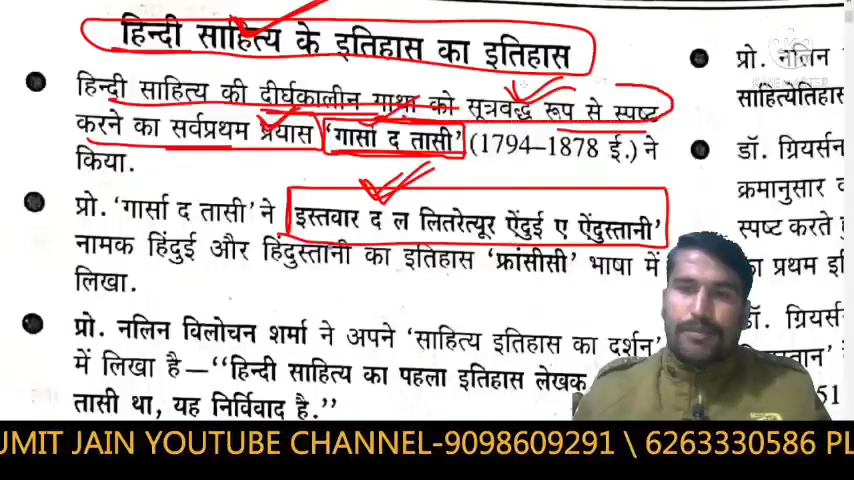 हिन्दी साहित्य के इतिहास का इतिहास
हिन्दी साहित्य की दीर्घकालीन गाथा को सूत्रवद्ध रूप से स्पष्ट
करने का सर्वप्रथम प्रयास 'गार्सा द तासी' (1794–1878 ई.) ने
किया.
प्रो. 'गार्सा द तासी' ने इस्तवार द ल लितरेत्यूर ऐंदुई ए ऐंदुस्तानी'
नामक हिंदुई और हिंदुस्तानी का इतिहास 'फ्रांसीसी' भाषा में
लिखा.
प्रो. नलिन विलोचन शर्मा ने अपने 'साहित्य इतिहास का दर्शन'
में लिखा है—"हिन्दी साहित्य का पहला इतिहास लेखक
तासी था, यह निर्विवाद है."
प्रो. नलिन
साहित्येतिहास
डॉ. ग्रियर्सन
क्रमानुसार
स्पष्ट करते हु
का प्रथम इ
डॉ. ग्रियर्स
51
UMIT JAIN YOUTUBE CHANNEL-9098609291 \ 6263330586 PL